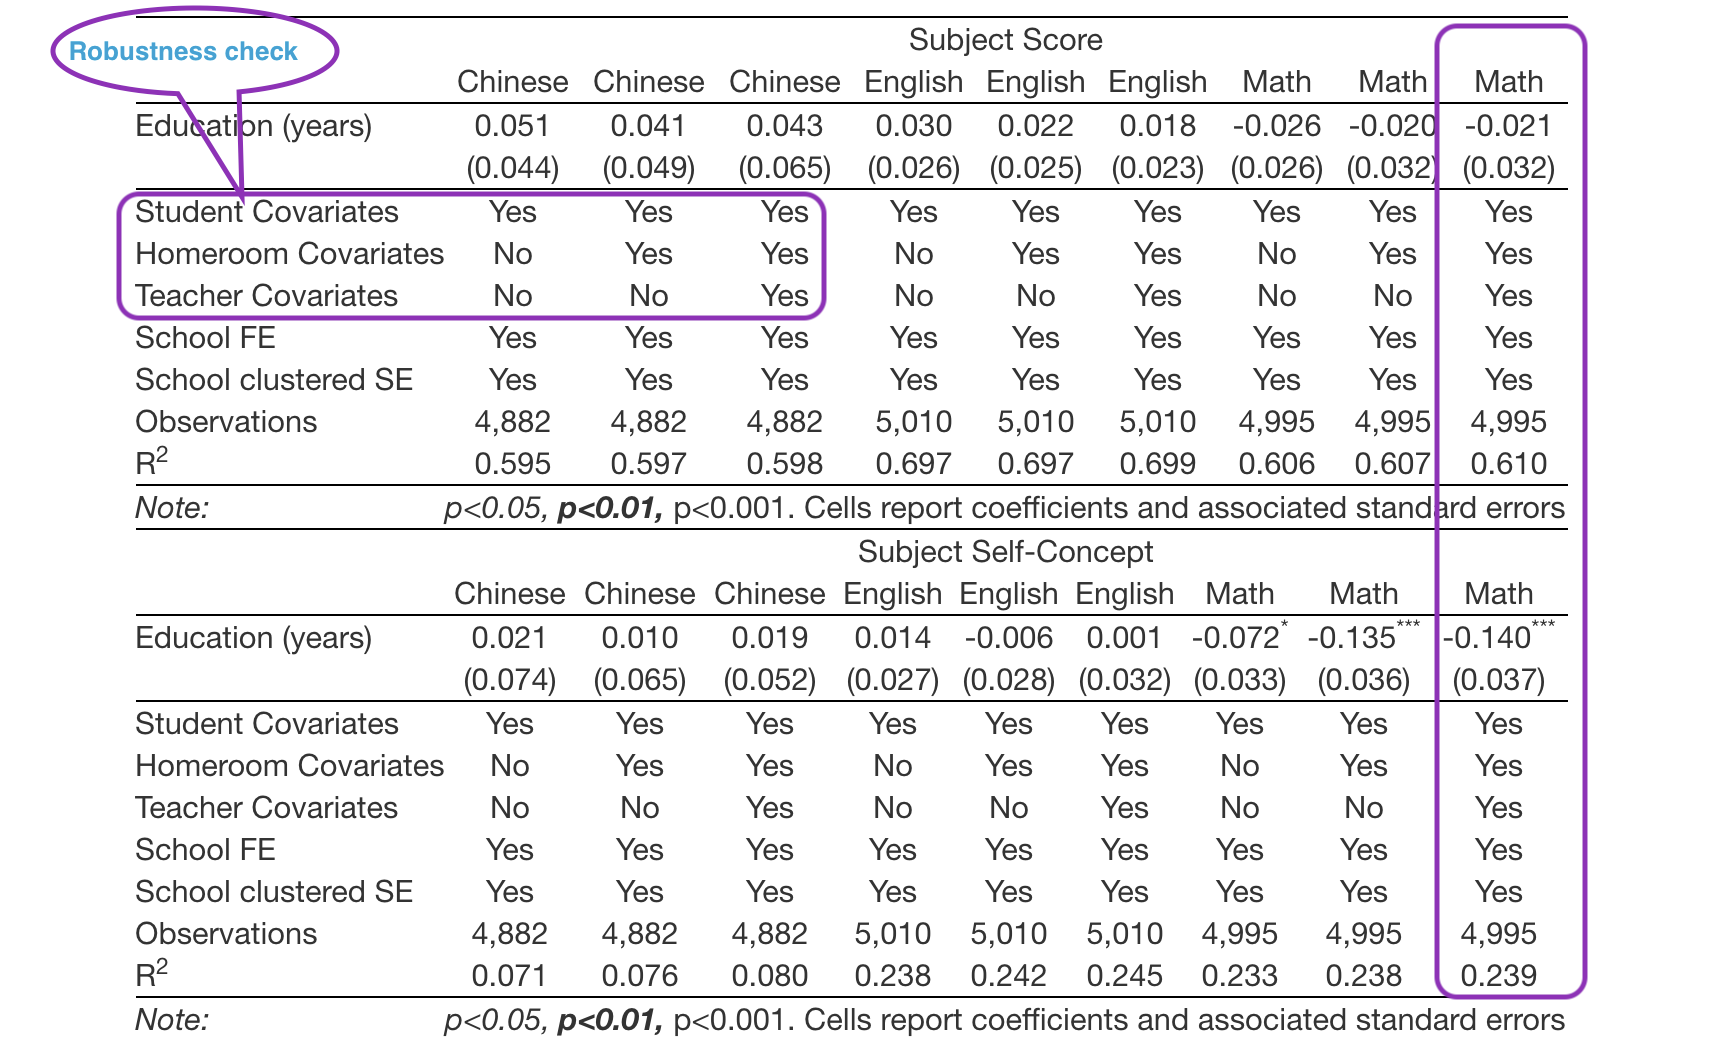 Robustness check
Subject Score
Chinese Chinese Chinese English English English Math Math Math
Education (years) 0.051 0.041 0.043 0.030 0.022 0.018 -0.026 -0.020 -0.021
(0.044) (0.049) (0.065) (0.026) (0.025) (0.023) (0.026) (0.032) (0.032)
Student Covariates Yes Yes Yes Yes Yes Yes Yes Yes Yes
Homeroom Covariates No Yes Yes No Yes Yes No Yes Yes
Teacher Covariates No No Yes No No Yes No No Yes
School FE Yes Yes Yes Yes Yes Yes Yes Yes Yes
School clustered SE Yes Yes Yes Yes Yes Yes Yes Yes Yes
Observations 4,882 4,882 4,882 5,010 5,010 5,010 4,995 4,995 4,995
R2 0.595 0.597 0.598 0.697 0.697 0.699 0.606 0.607 0.610
Note: p<0.05, p<0.01, p<0.001. Cells report coefficients and associated standard errors
Subject Self-Concept
Chinese Chinese Chinese English English English Math Math Math
Education (years) 0.021 0.010 0.019 0.014 -0.006 0.001 -0.072* -0.135*** -0.140***
(0.074) (0.065) (0.052) (0.027) (0.028) (0.032) (0.033) (0.036) (0.037)
Student Covariates Yes Yes Yes Yes Yes Yes Yes Yes Yes
Homeroom Covariates No Yes Yes No Yes Yes No Yes Yes
Teacher Covariates No No Yes No No Yes No No Yes
School FE Yes Yes Yes Yes Yes Yes Yes Yes Yes
School clustered SE Yes Yes Yes Yes Yes Yes Yes Yes Yes
Observations 4,882 4,882 4,882 5,010 5,010 5,010 4,995 4,995 4,995
R2 0.071 0.076 0.080 0.238 0.242 0.245 0.233 0.238 0.239
Note: p<0.05, p<0.01, p<0.001. Cells report coefficients and associated standard errors